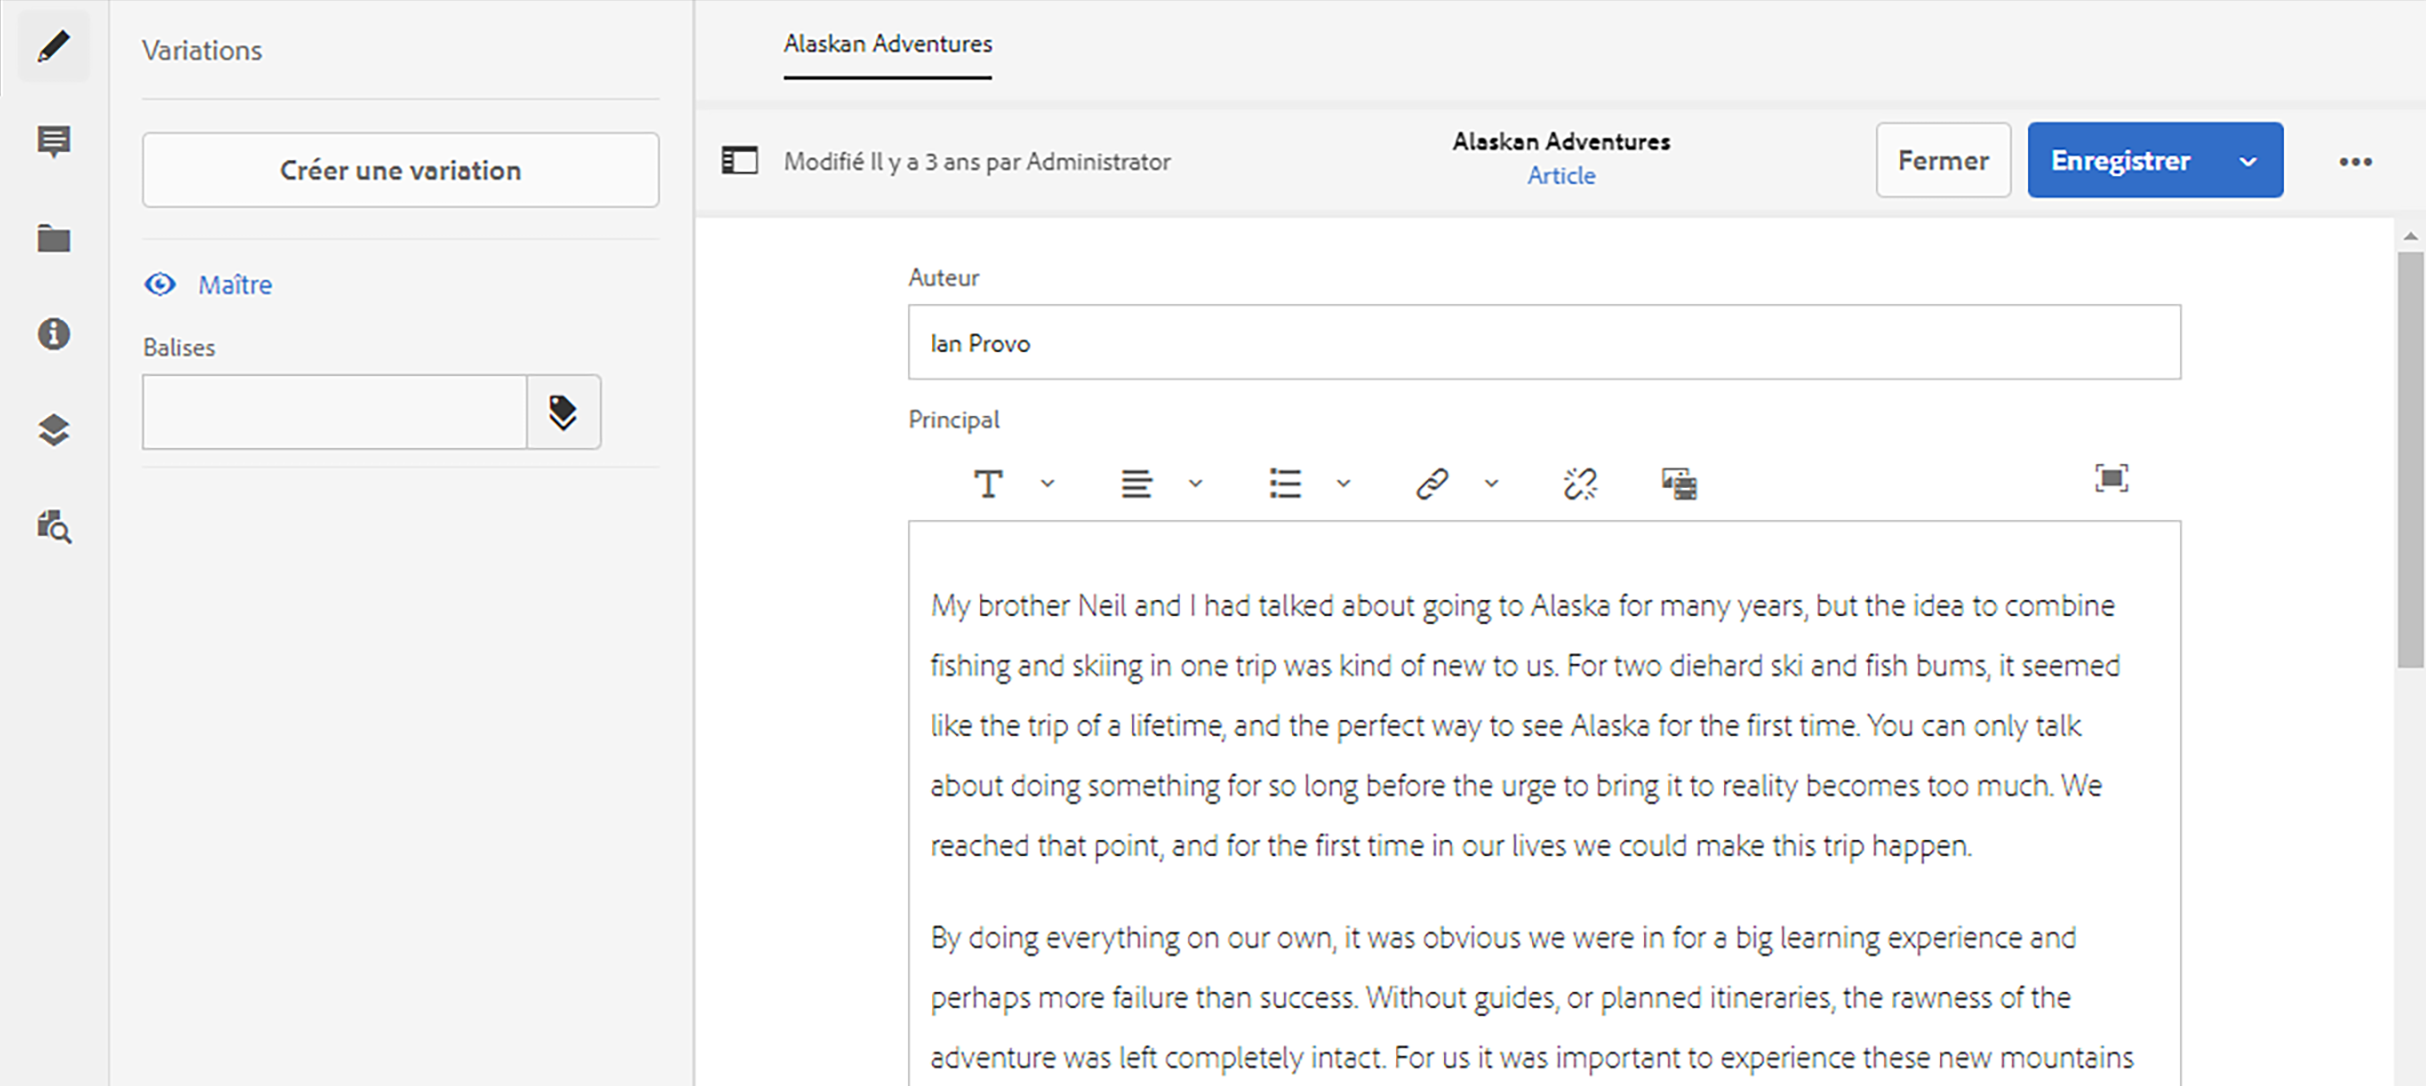 Variations
Créer une variation
Maître
Balises
Alaskan Adventures
Modifié Il y a 3 ans par Administrator
Alaskan Adventures
Article
Fermer
Enregistrer
Auteur
Ian Provo
Principal
My brother Neil and I had talked about going to Alaska for many years, but the idea to combine
fishing and skiing in one trip was kind of new to us. For two diehard ski and fish bums, it seemed
like the trip of a lifetime, and the perfect way to see Alaska for the first time. You can only talk
about doing something for so long before the urge to bring it to reality becomes too much. We
reached that point, and for the first time in our lives we could make this trip happen.
By doing everything on our own, it was obvious we were in for a big learning experience and
perhaps more failure than success. Without guides, or planned itineraries, the rawness of the
adventure was left completely intact. For us it was important to experience these new mountains